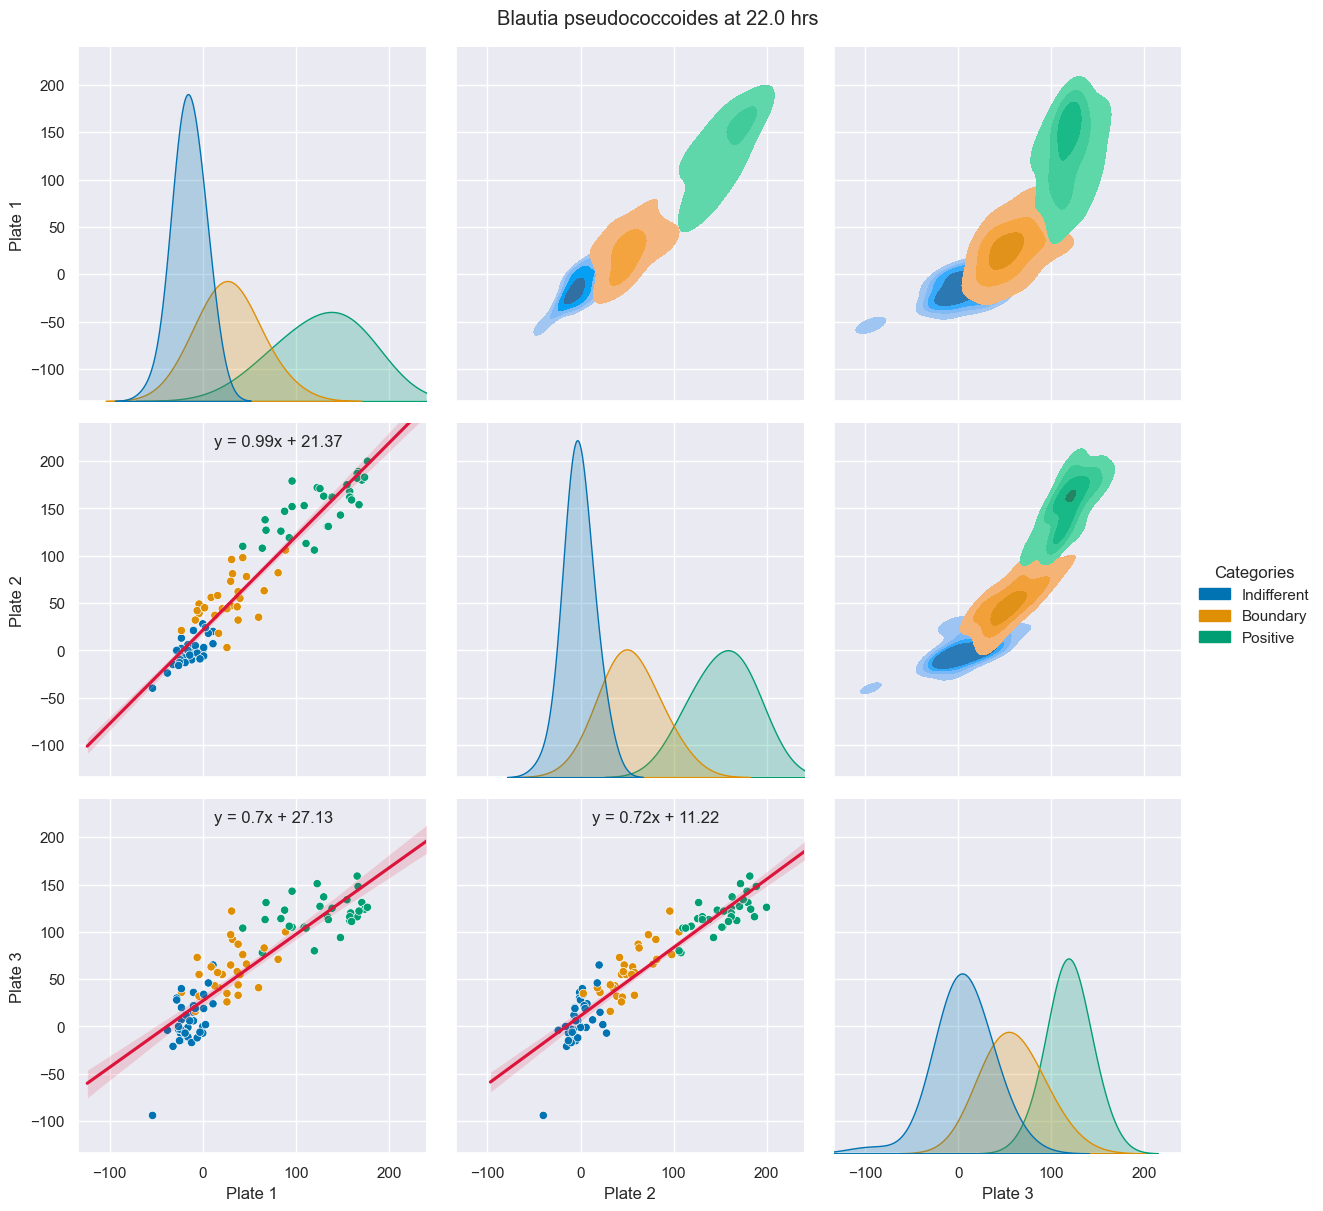 Blautia pseudococcoides at 22.0 hrs
Plate 1
200
150
100
50
0
−50
−100
−100
0
100
200
−100
0
100
200
−100
0
100
200
Plate 2
200
150
100
50
0
−50
−100
y = 0.99x + 21.37
Categories
Indifferent
Boundary
Positive
Plate 3
200
150
100
50
0
−50
−100
y = 0.7x + 27.13
y = 0.72x + 11.22
Plate 1
Plate 2
Plate 3